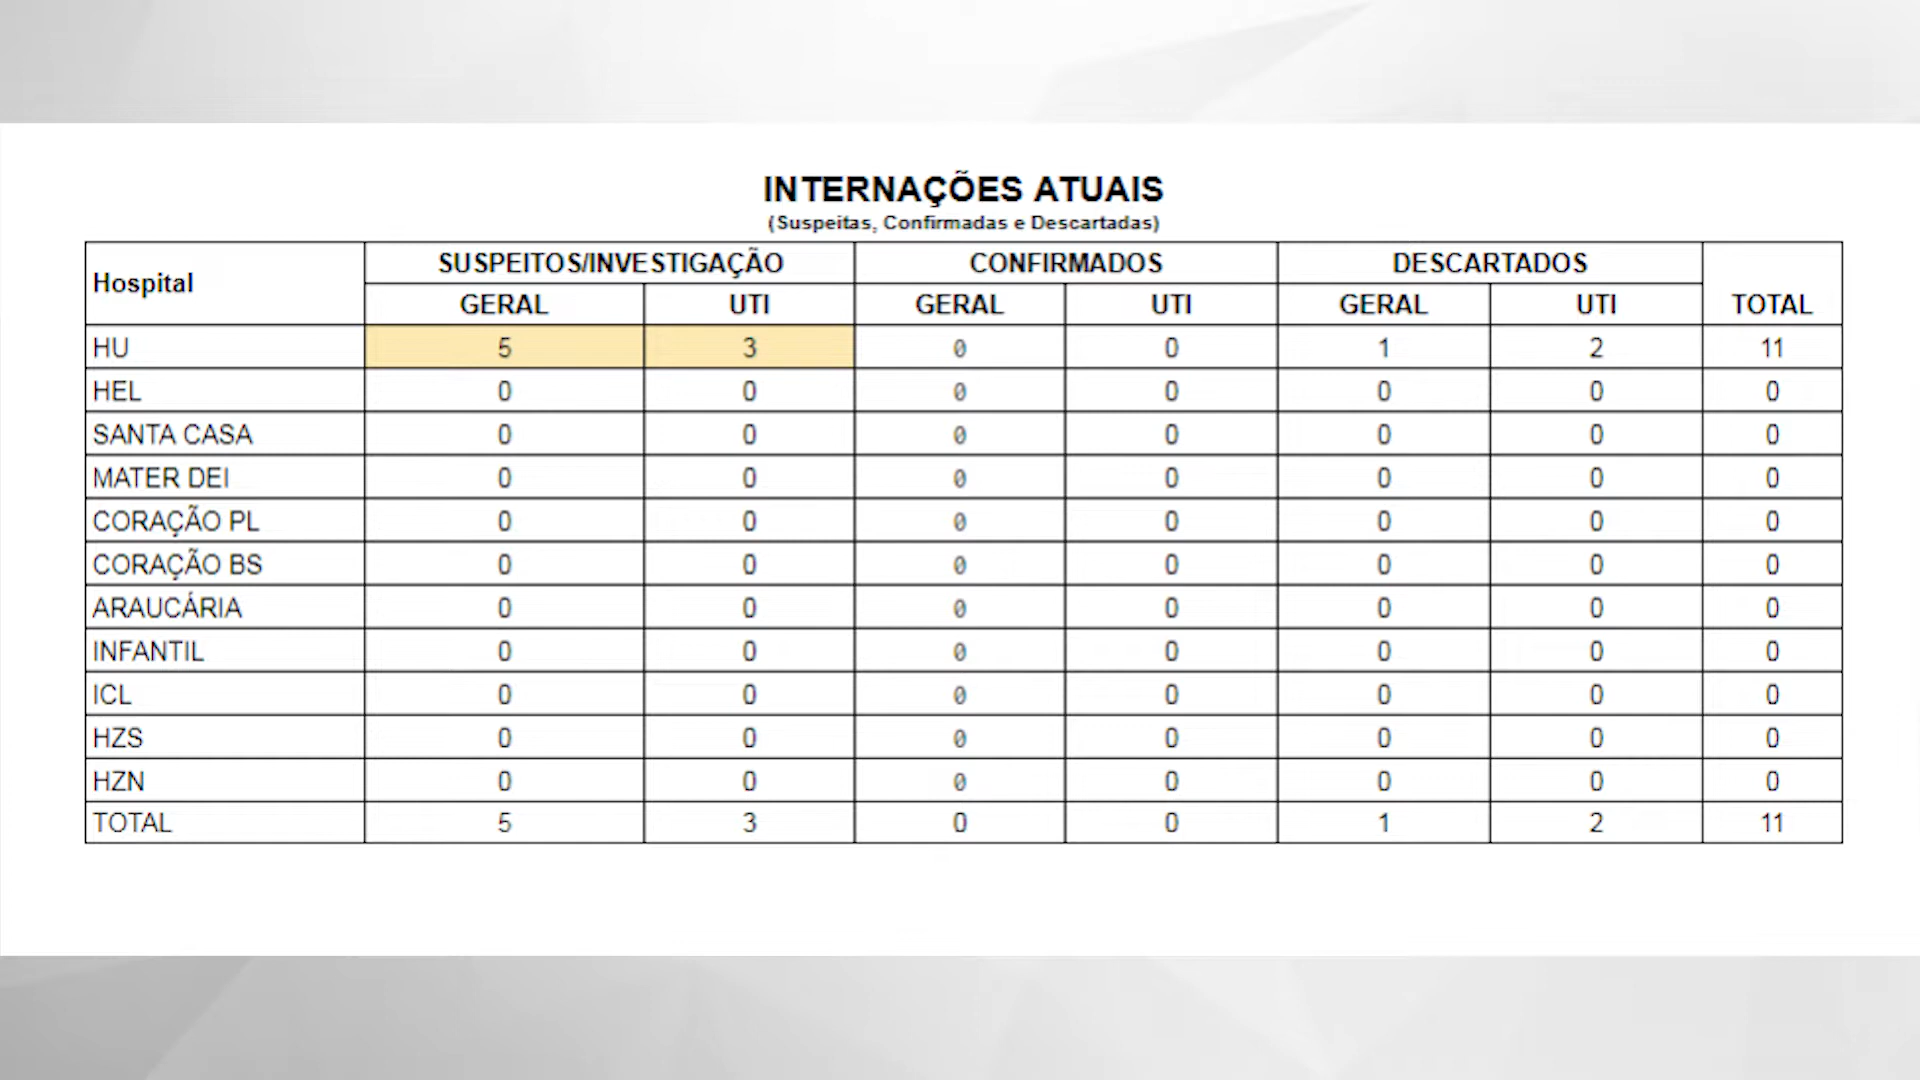 INTERNAÇÕES ATUAIS
(Suspeitas, Confirmadas e Descartadas)
Hospital SUSPEITOS/INVESTIGAÇÃO CONFIRMADOS DESCARTADOS TOTAL
GERAL UTI GERAL UTI GERAL UTI
HU 5 3 0 0 1 2 11
HEL 0 0 0 0 0 0 0
SANTA CASA 0 0 0 0 0 0 0
MATER DEI 0 0 0 0 0 0 0
CORAÇÃO PL 0 0 0 0 0 0 0
CORAÇÃO BS 0 0 0 0 0 0 0
ARAUCÁRIA 0 0 0 0 0 0 0
INFANTIL 0 0 0 0 0 0 0
ICL 0 0 0 0 0 0 0
HZS 0 0 0 0 0 0 0
HZN 0 0 0 0 0 0 0
TOTAL 5 3 0 0 1 2 11